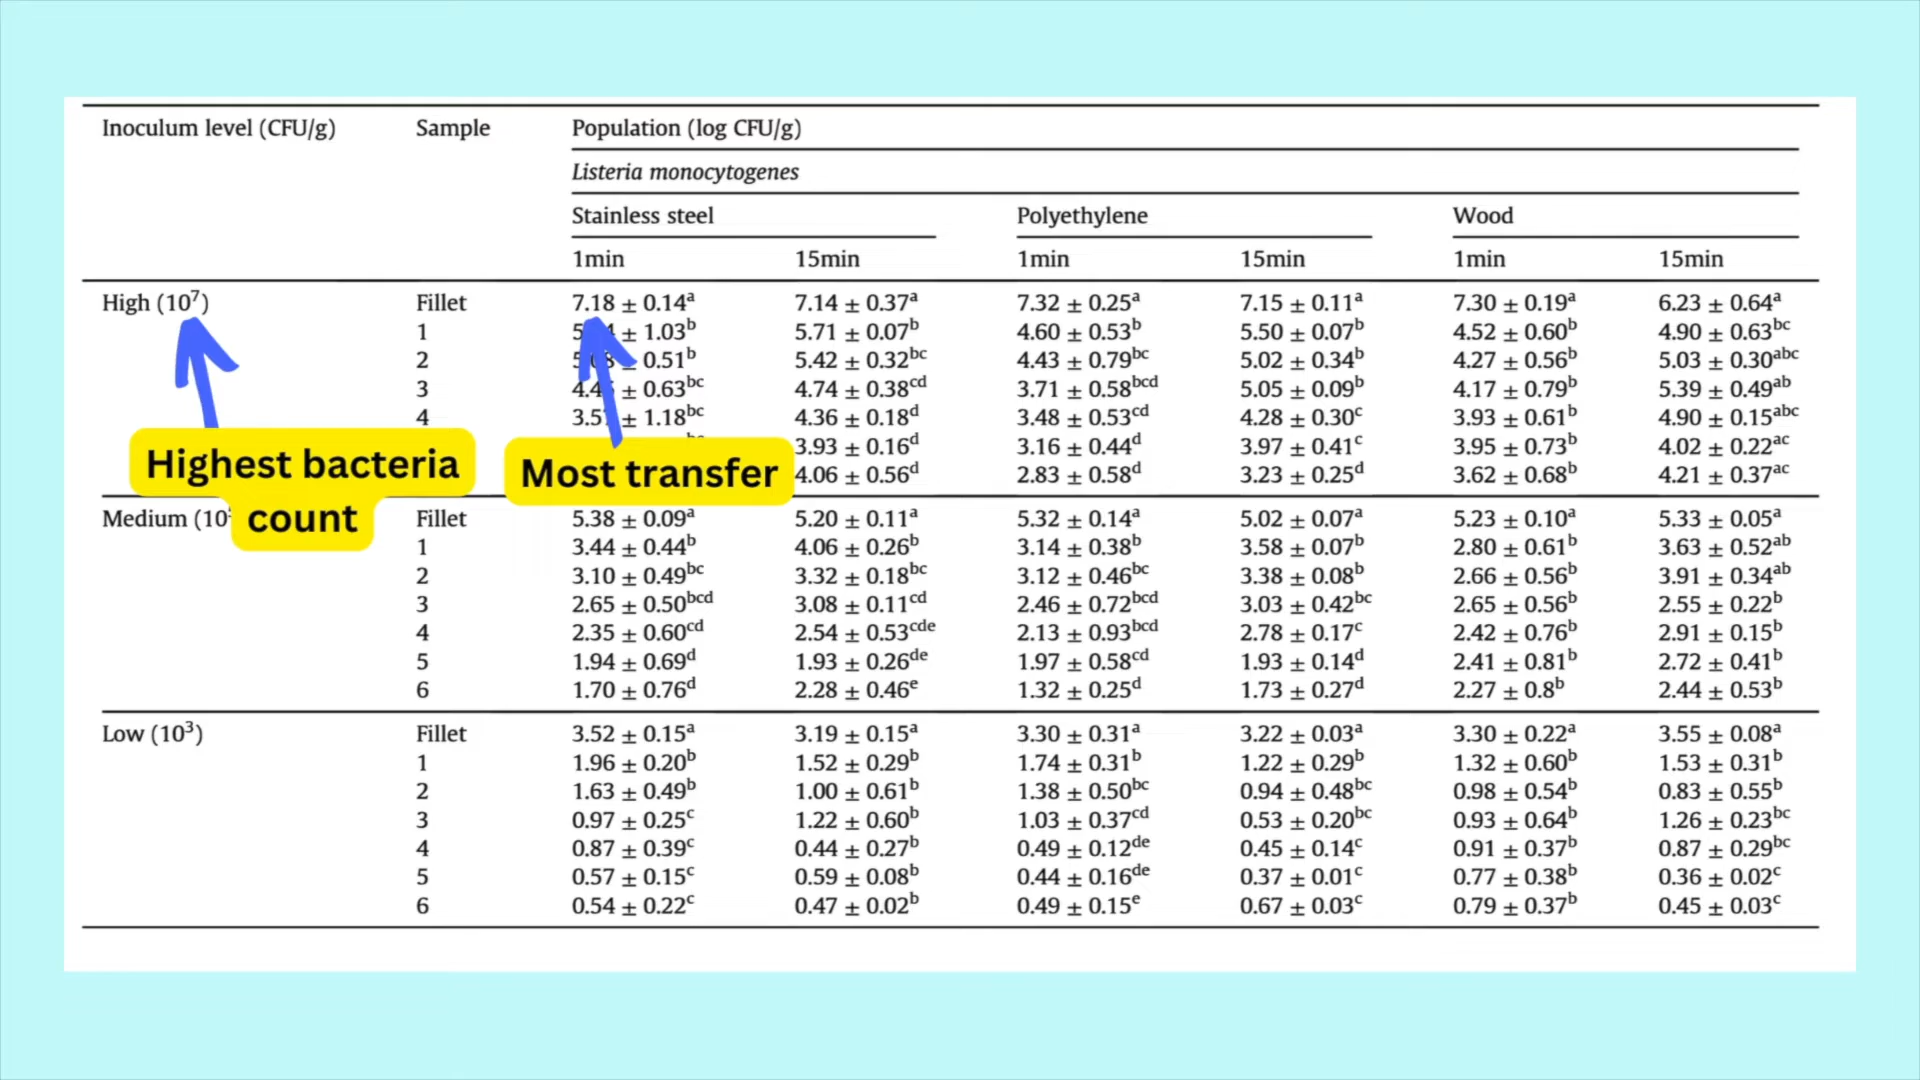 Inoculum level (CFU/g) Sample Population (log CFU/g)
Listeria monocytogenes
Stainless steel Polyethylene Wood
1min 15min 1min 15min 1min 15min
High (10⁷) Fillet 7.18 ± 0.14ᵃ 7.14 ± 0.37ᵃ 7.32 ± 0.25ᵃ 7.15 ± 0.11ᵃ 7.30 ± 0.19ᵃ 6.23 ± 0.64ᵃ
1 ± 1.03ᵇ 5.71 ± 0.07ᵇ 4.60 ± 0.53ᵇ 5.50 ± 0.07ᵇ 4.52 ± 0.60ᵇ 4.90 ± 0.63ᵇᶜ
2 ± 0.51ᵇ 5.42 ± 0.32ᵇᶜ 4.43 ± 0.79ᵇᶜ 5.02 ± 0.34ᵇ 4.27 ± 0.56ᵇ 5.03 ± 0.30ᵃᵇᶜ
3 ± 0.63ᵇᶜ 4.74 ± 0.38ᶜᵈ 3.71 ± 0.58ᵇᶜᵈ 5.05 ± 0.09ᵇ 4.17 ± 0.79ᵇ 5.39 ± 0.49ᵃᵇ
4 ± 1.18ᵇᶜ 4.36 ± 0.18ᵈ 3.48 ± 0.53ᶜᵈ 4.28 ± 0.30ᶜ 3.93 ± 0.61ᵇ 4.90 ± 0.15ᵃᵇᶜ
3.93 ± 0.16ᵈ 3.16 ± 0.44ᵈ 3.97 ± 0.41ᶜ 3.95 ± 0.73ᵇ 4.02 ± 0.22ᵃᶜ
4.06 ± 0.56ᵈ 2.83 ± 0.58ᵈ 3.23 ± 0.25ᵈ 3.62 ± 0.68ᵇ 4.21 ± 0.37ᵃᶜ
Highest bacteria
count
Most transfer
Medium (10 Fillet 5.38 ± 0.09ᵃ 5.20 ± 0.11ᵃ 5.32 ± 0.14ᵃ 5.02 ± 0.07ᵃ 5.23 ± 0.10ᵃ 5.33 ± 0.05ᵃ
1 3.44 ± 0.44ᵇ 4.06 ± 0.26ᵇ 3.14 ± 0.38ᵇ 3.58 ± 0.07ᵇ 2.80 ± 0.61ᵇ 3.63 ± 0.52ᵃᵇ
2 3.10 ± 0.49ᵇᶜ 3.32 ± 0.18ᵇᶜ 3.12 ± 0.46ᵇᶜ 3.38 ± 0.08ᵇ 2.66 ± 0.56ᵇ 3.91 ± 0.34ᵃᵇ
3 2.65 ± 0.50ᵇᶜᵈ 3.08 ± 0.11ᶜᵈ 2.46 ± 0.72ᵇᶜᵈ 3.03 ± 0.42ᵇᶜ 2.65 ± 0.56ᵇ 2.55 ± 0.22ᵇ
4 2.35 ± 0.60ᶜᵈ 2.54 ± 0.53ᶜᵈᵉ 2.13 ± 0.93ᵇᶜᵈ 2.78 ± 0.17ᶜ 2.42 ± 0.76ᵇ 2.91 ± 0.15ᵇ
5 1.94 ± 0.69ᵈ 1.93 ± 0.26ᵈᵉ 1.97 ± 0.58ᶜᵈ 1.93 ± 0.14ᵈ 2.41 ± 0.81ᵇ 2.72 ± 0.41ᵇ
6 1.70 ± 0.76ᵈ 2.28 ± 0.46ᵉ 1.32 ± 0.25ᵈ 1.73 ± 0.27ᵈ 2.27 ± 0.8ᵇ 2.44 ± 0.53ᵇ
Low (10³) Fillet 3.52 ± 0.15ᵃ 3.19 ± 0.15ᵃ 3.30 ± 0.31ᵃ 3.22 ± 0.03ᵃ 3.30 ± 0.22ᵃ 3.55 ± 0.08ᵃ
1 1.96 ± 0.20ᵇ 1.52 ± 0.29ᵇ 1.74 ± 0.31ᵇ 1.22 ± 0.29ᵇ 1.32 ± 0.60ᵇ 1.53 ± 0.31ᵇ
2 1.63 ± 0.49ᵇ 1.00 ± 0.61ᵇ 1.38 ± 0.50ᵇᶜ 0.94 ± 0.48ᵇᶜ 0.98 ± 0.54ᵇ 0.83 ± 0.55ᵇ
3 0.97 ± 0.25ᶜ 1.22 ± 0.60ᵇ 1.03 ± 0.37ᶜᵈ 0.53 ± 0.20ᵇᶜ 0.93 ± 0.64ᵇ 1.26 ± 0.23ᵇᶜ
4 0.87 ± 0.39ᶜ 0.44 ± 0.27ᵇ 0.49 ± 0.12ᵈᵉ 0.45 ± 0.14ᶜ 0.91 ± 0.37ᵇ 0.87 ± 0.29ᵇᶜ
5 0.57 ± 0.15ᶜ 0.59 ± 0.08ᵇ 0.44 ± 0.16ᵈᵉ 0.37 ± 0.01ᶜ 0.77 ± 0.38ᵇ 0.36 ± 0.02ᶜ
6 0.54 ± 0.22ᶜ 0.47 ± 0.02ᵇ 0.49 ± 0.15ᵉ 0.67 ± 0.03ᶜ 0.79 ± 0.37ᵇ 0.45 ± 0.03ᶜ